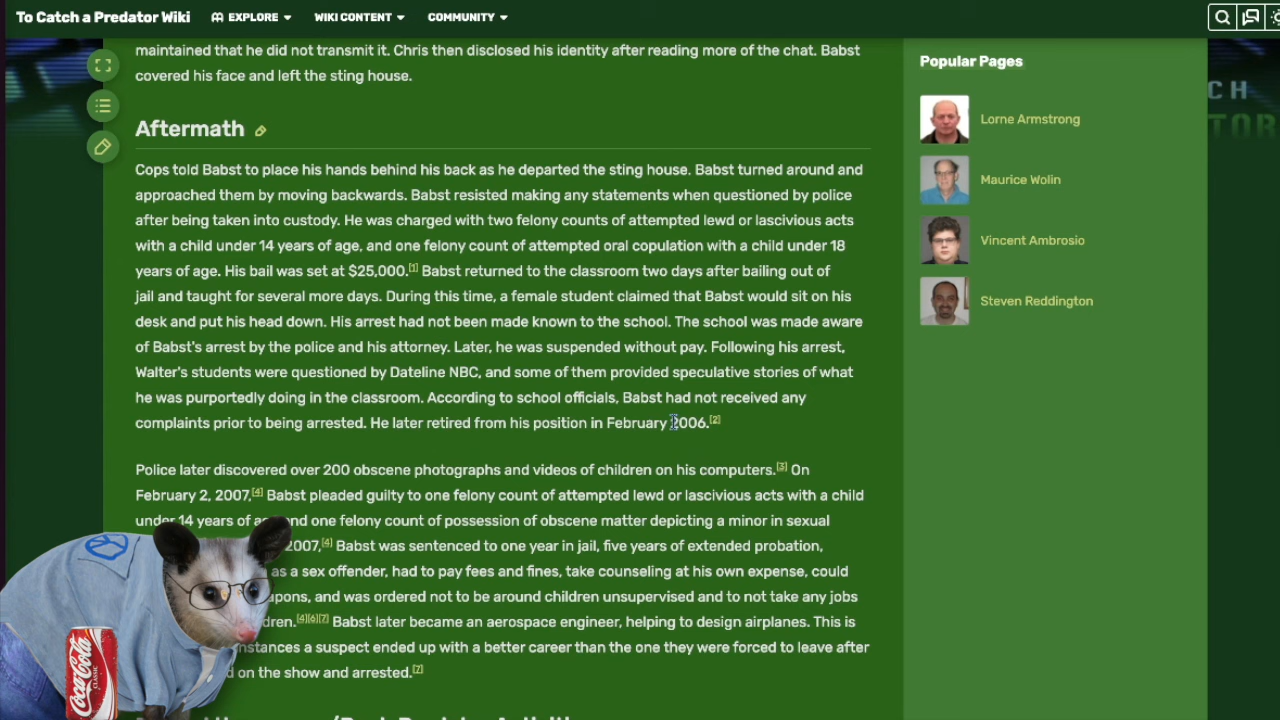 To Catch a Predator Wiki
EXPLORE
WIKI CONTENT
COMMUNITY
maintained that he did not transmit it. Chris then disclosed his identity after reading more of the chat. Babst
covered his face and left the sting house.
Aftermath
Cops told Babst to place his hands behind his back as he departed the sting house. Babst turned around and
approached them by moving backwards. Babst resisted making any statements when questioned by police
after being taken into custody. He was charged with two felony counts of attempted lewd or lascivious acts
with a child under 14 years of age, and one felony count of attempted oral copulation with a child under 18
years of age. His bail was set at $25,000.[1] Babst returned to the classroom two days after bailing out of
jail and taught for several more days. During this time, a female student claimed that Babst would sit on his
desk and put his head down. His arrest had not been made known to the school. The school was made aware
of Babst's arrest by the police and his attorney. Later, he was suspended without pay. Following his arrest,
Walter's students were questioned by Dateline NBC, and some of them provided speculative stories of what
he was purportedly doing in the classroom. According to school officials, Babst had not received any
complaints prior to being arrested. He later retired from his position in February 2006.[2]
Police later discovered over 200 obscene photographs and videos of children on his computers.[3] On
February 2, 2007,[4] Babst pleaded guilty to one felony count of attempted lewd or lascivious acts with a child
under 14 years of age and one felony count of possession of obscene matter depicting a minor in sexual
2007,[4] Babst was sentenced to one year in jail, five years of extended probation,
as a sex offender, had to pay fees and fines, take counseling at his own expense, could
and was ordered not to be around children unsupervised and to not take any jobs
[4][6][7] Babst later became an aerospace engineer, helping to design airplanes. This is
a suspect ended up with a better career than the one they were forced to leave after
on the show and arrested.[7]
Popular Pages
Lorne Armstrong
Maurice Wolin
Vincent Ambrosio
Steven Reddington
CH
TOR
Coca-Cola
CLASSIC